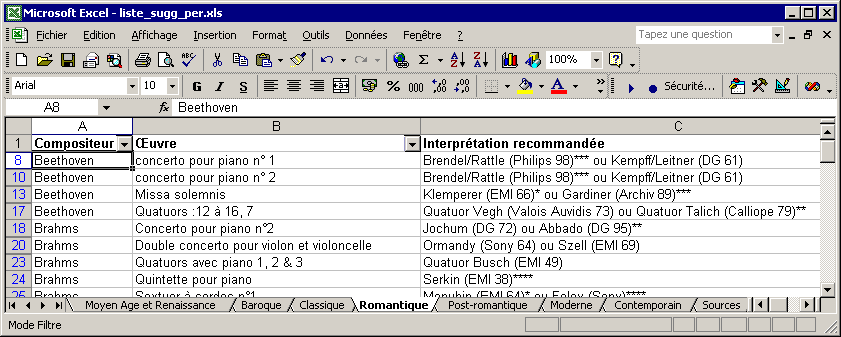 Microsoft Excel - liste_sugg_per.xls
Fichier Edition Affichage Insertion Format Outils Données Fenêtre ? Tapez une question
100%
Arial 10 G I S % 000 Sécurité...
A8 fx Beethoven
A B C
1 Compositeur Œuvre Interprétation recommandée
8 Beethoven concerto pour piano n° 1 Brendel/Rattle (Philips 98)*** ou Kempff/Leitner (DG 61)
10 Beethoven concerto pour piano n° 2 Brendel/Rattle (Philips 98)*** ou Kempff/Leitner (DG 61)
13 Beethoven Missa solemnis Klemperer (EMI 66)* ou Gardiner (Archiv 89)***
17 Beethoven Quatuors :12 à 16, 7 Quatuor Vegh (Valois Auvidis 73) ou Quatuor Talich (Calliope 79)**
18 Brahms Concerto pour piano n°2 Jochum (DG 72) ou Abbado (DG 95)**
20 Brahms Double concerto pour violon et violoncelle Ormandy (Sony 64) ou Szell (EMI 69)
23 Brahms Quatuors avec piano 1, 2 & 3 Quatuor Busch (EMI 49)
24 Brahms Quintette pour piano Serkin (EMI 38)****
26 Brahms Sextuor à cordes n°1 Menuhin (EMI 64)* ou (Sony)****
Moyen Age et Renaissance Baroque Classique Romantique Post-romantique Moderne Contemporain Sources
Mode Filtre